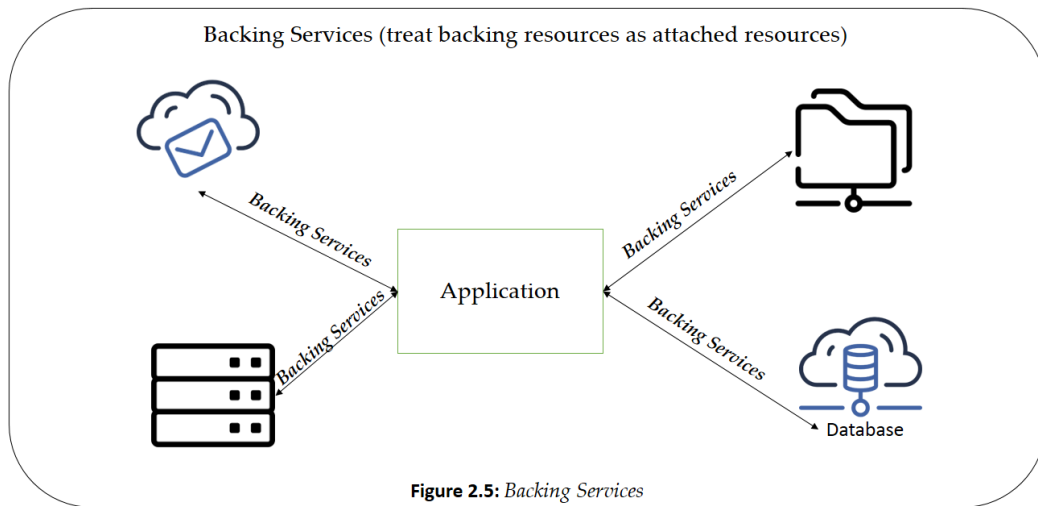 Backing Services (treat backing resources as attached resources)
Backing Services
Backing Services
Application
Backing Services
Backing Services
Database
Figure 2.5: Backing Services